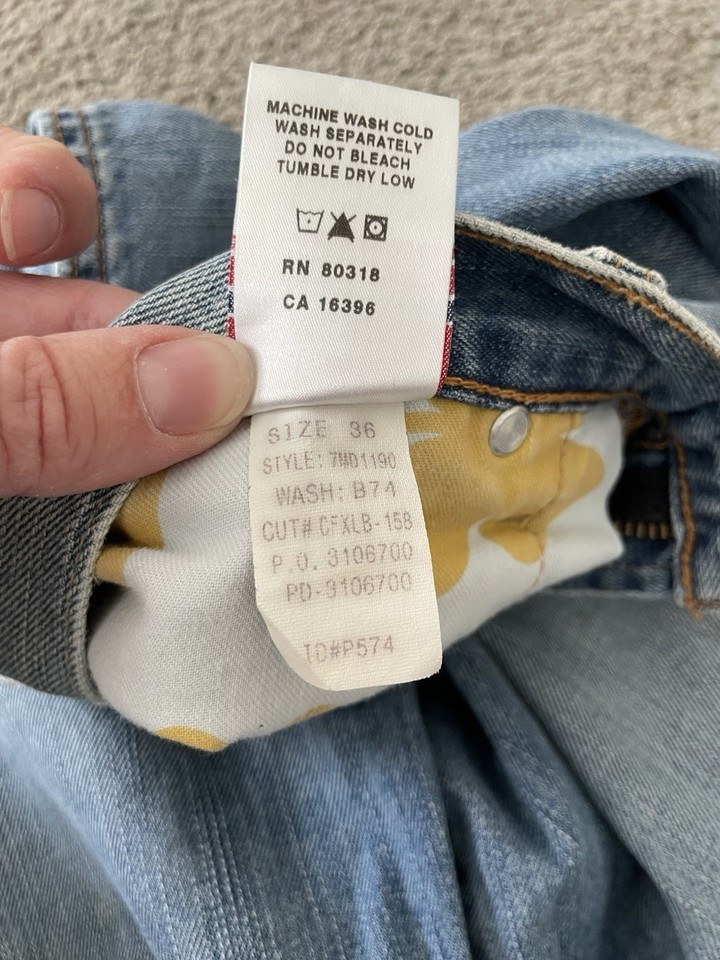 MACHINE WASH COLD
WASH SEPARATELY
DO NOT BLEACH
TUMBLE DRY LOW
RN 80318
CA 16396
SIZE 36
STYLE: 7MD1190
WASH: B74
CUT# CFXLB-158
P.O. 3106700
PD-3106700
ID#P574